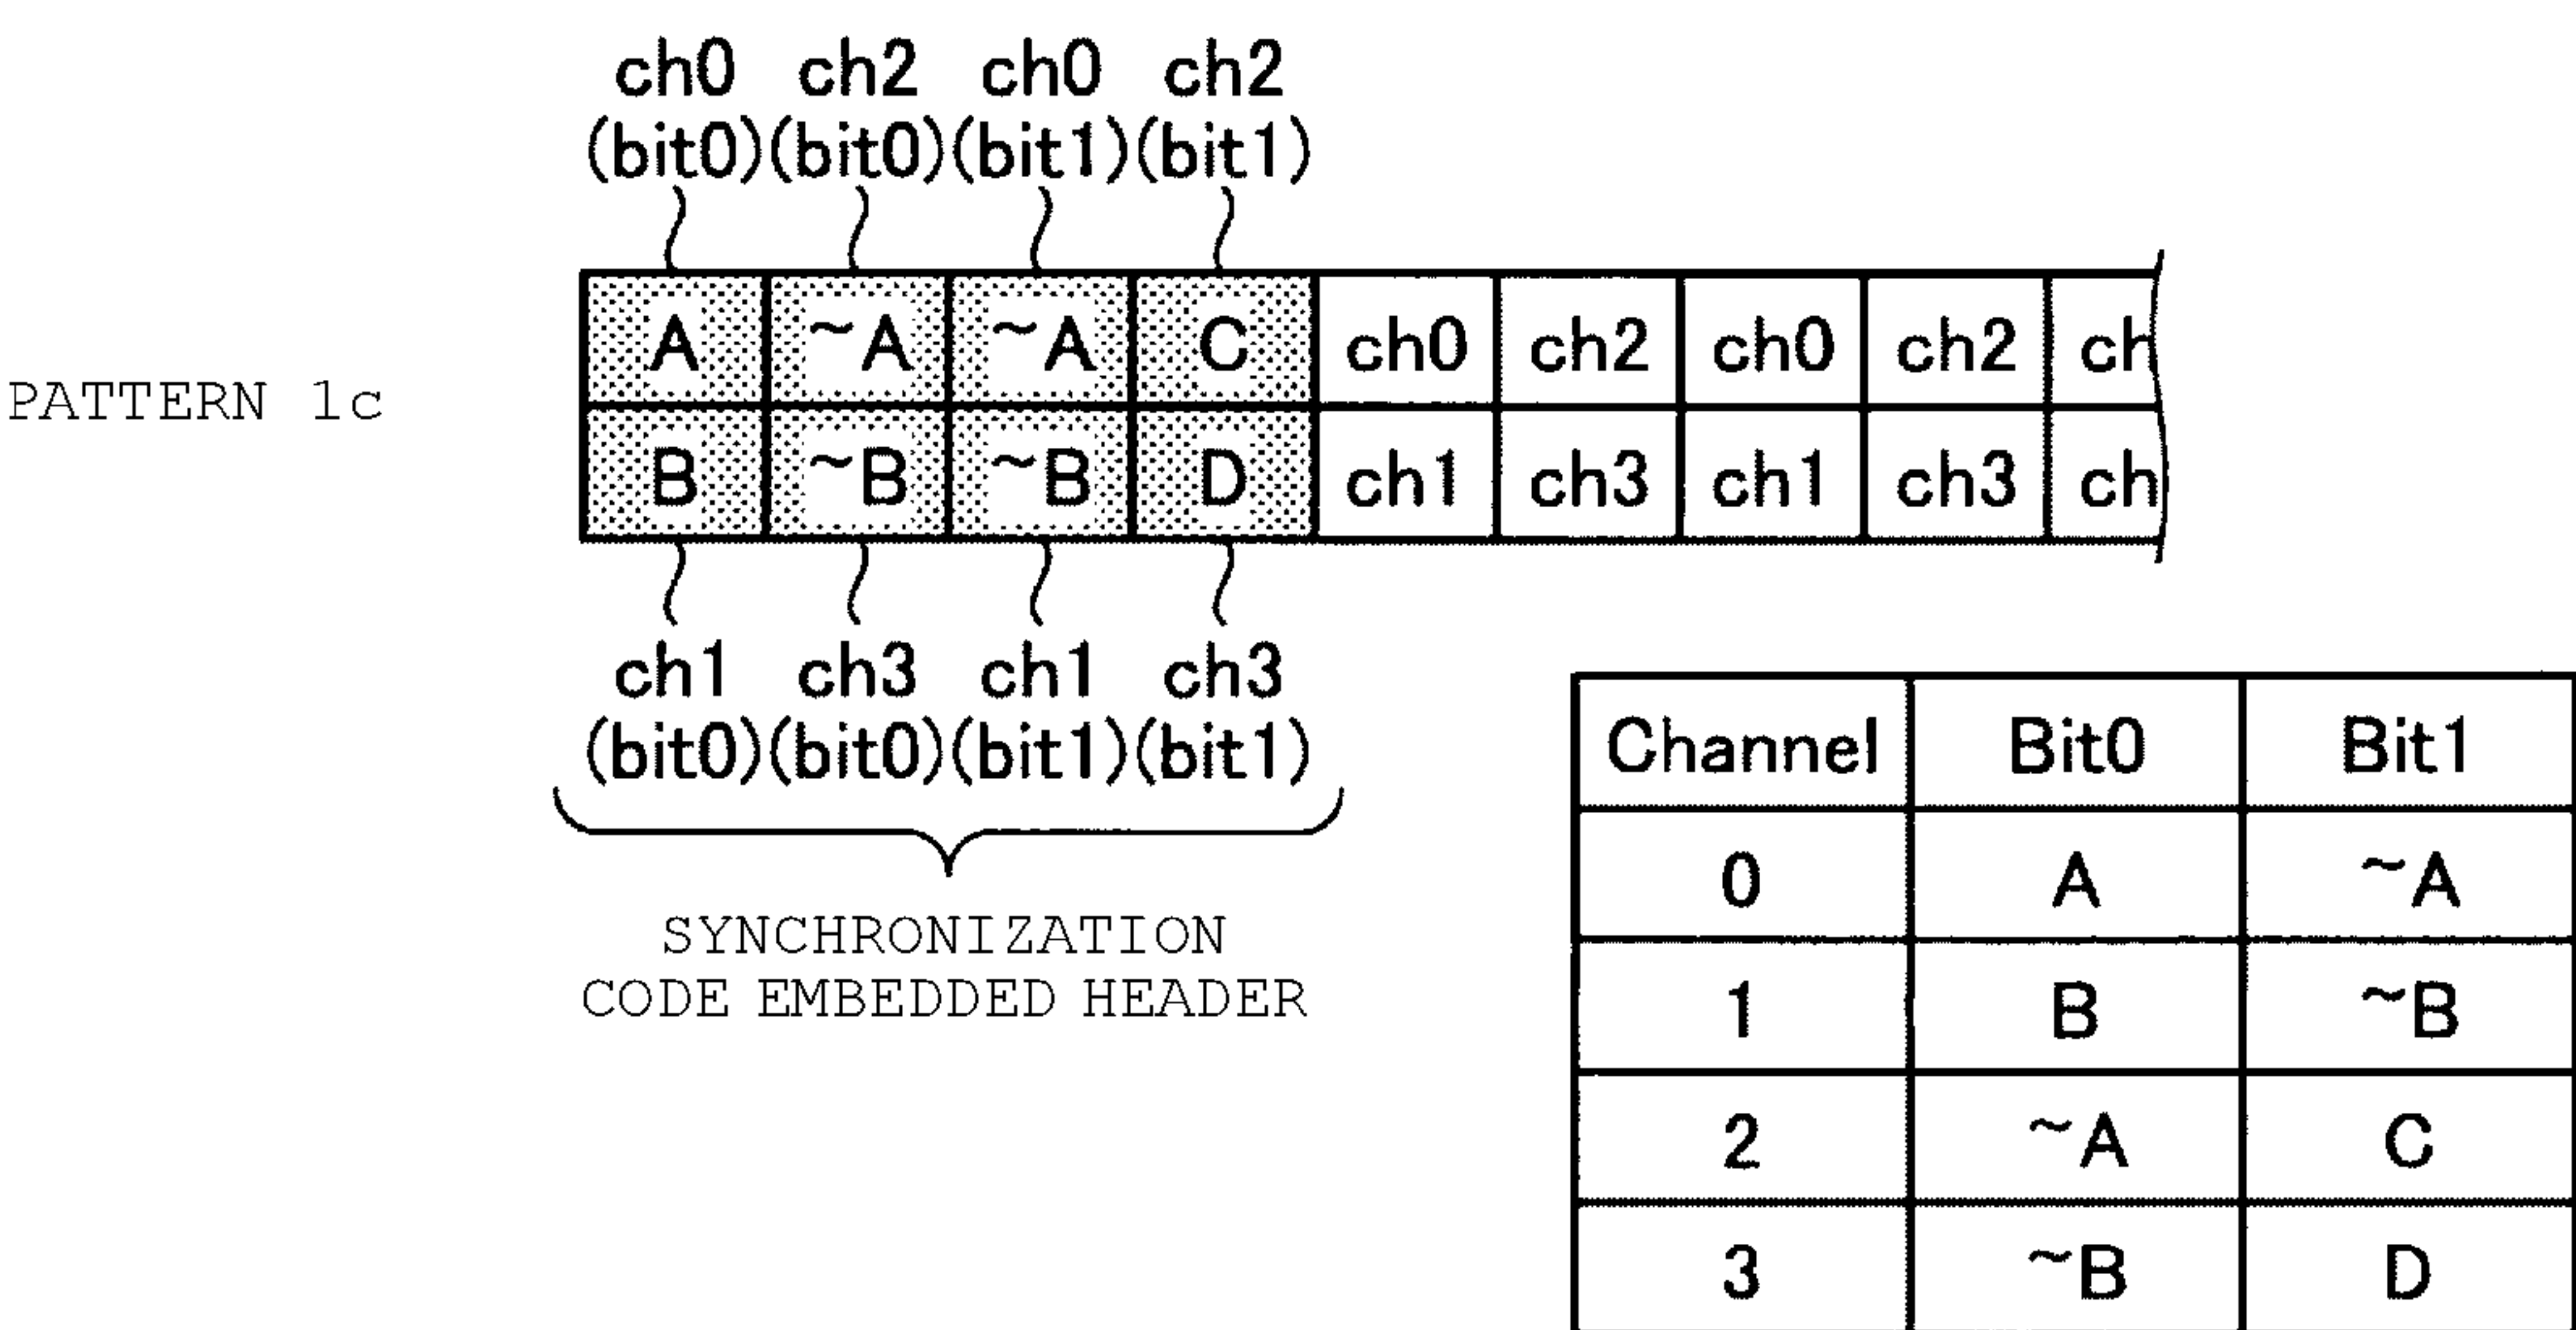 ch0 ch2 ch0 ch2
(bit0)(bit0)(bit1)(bit1)
A ~A ~A C ch0 ch2 ch0 ch2 ch
PATTERN 1c
B ~B ~B D ch1 ch3 ch1 ch3 ch
ch1 ch3 ch1 ch3
(bit0)(bit0)(bit1)(bit1)
SYNCHRONIZATION
CODE EMBEDDED HEADER
Channel Bit0 Bit1
0 A ~A
1 B ~B
2 ~A C
3 ~B D